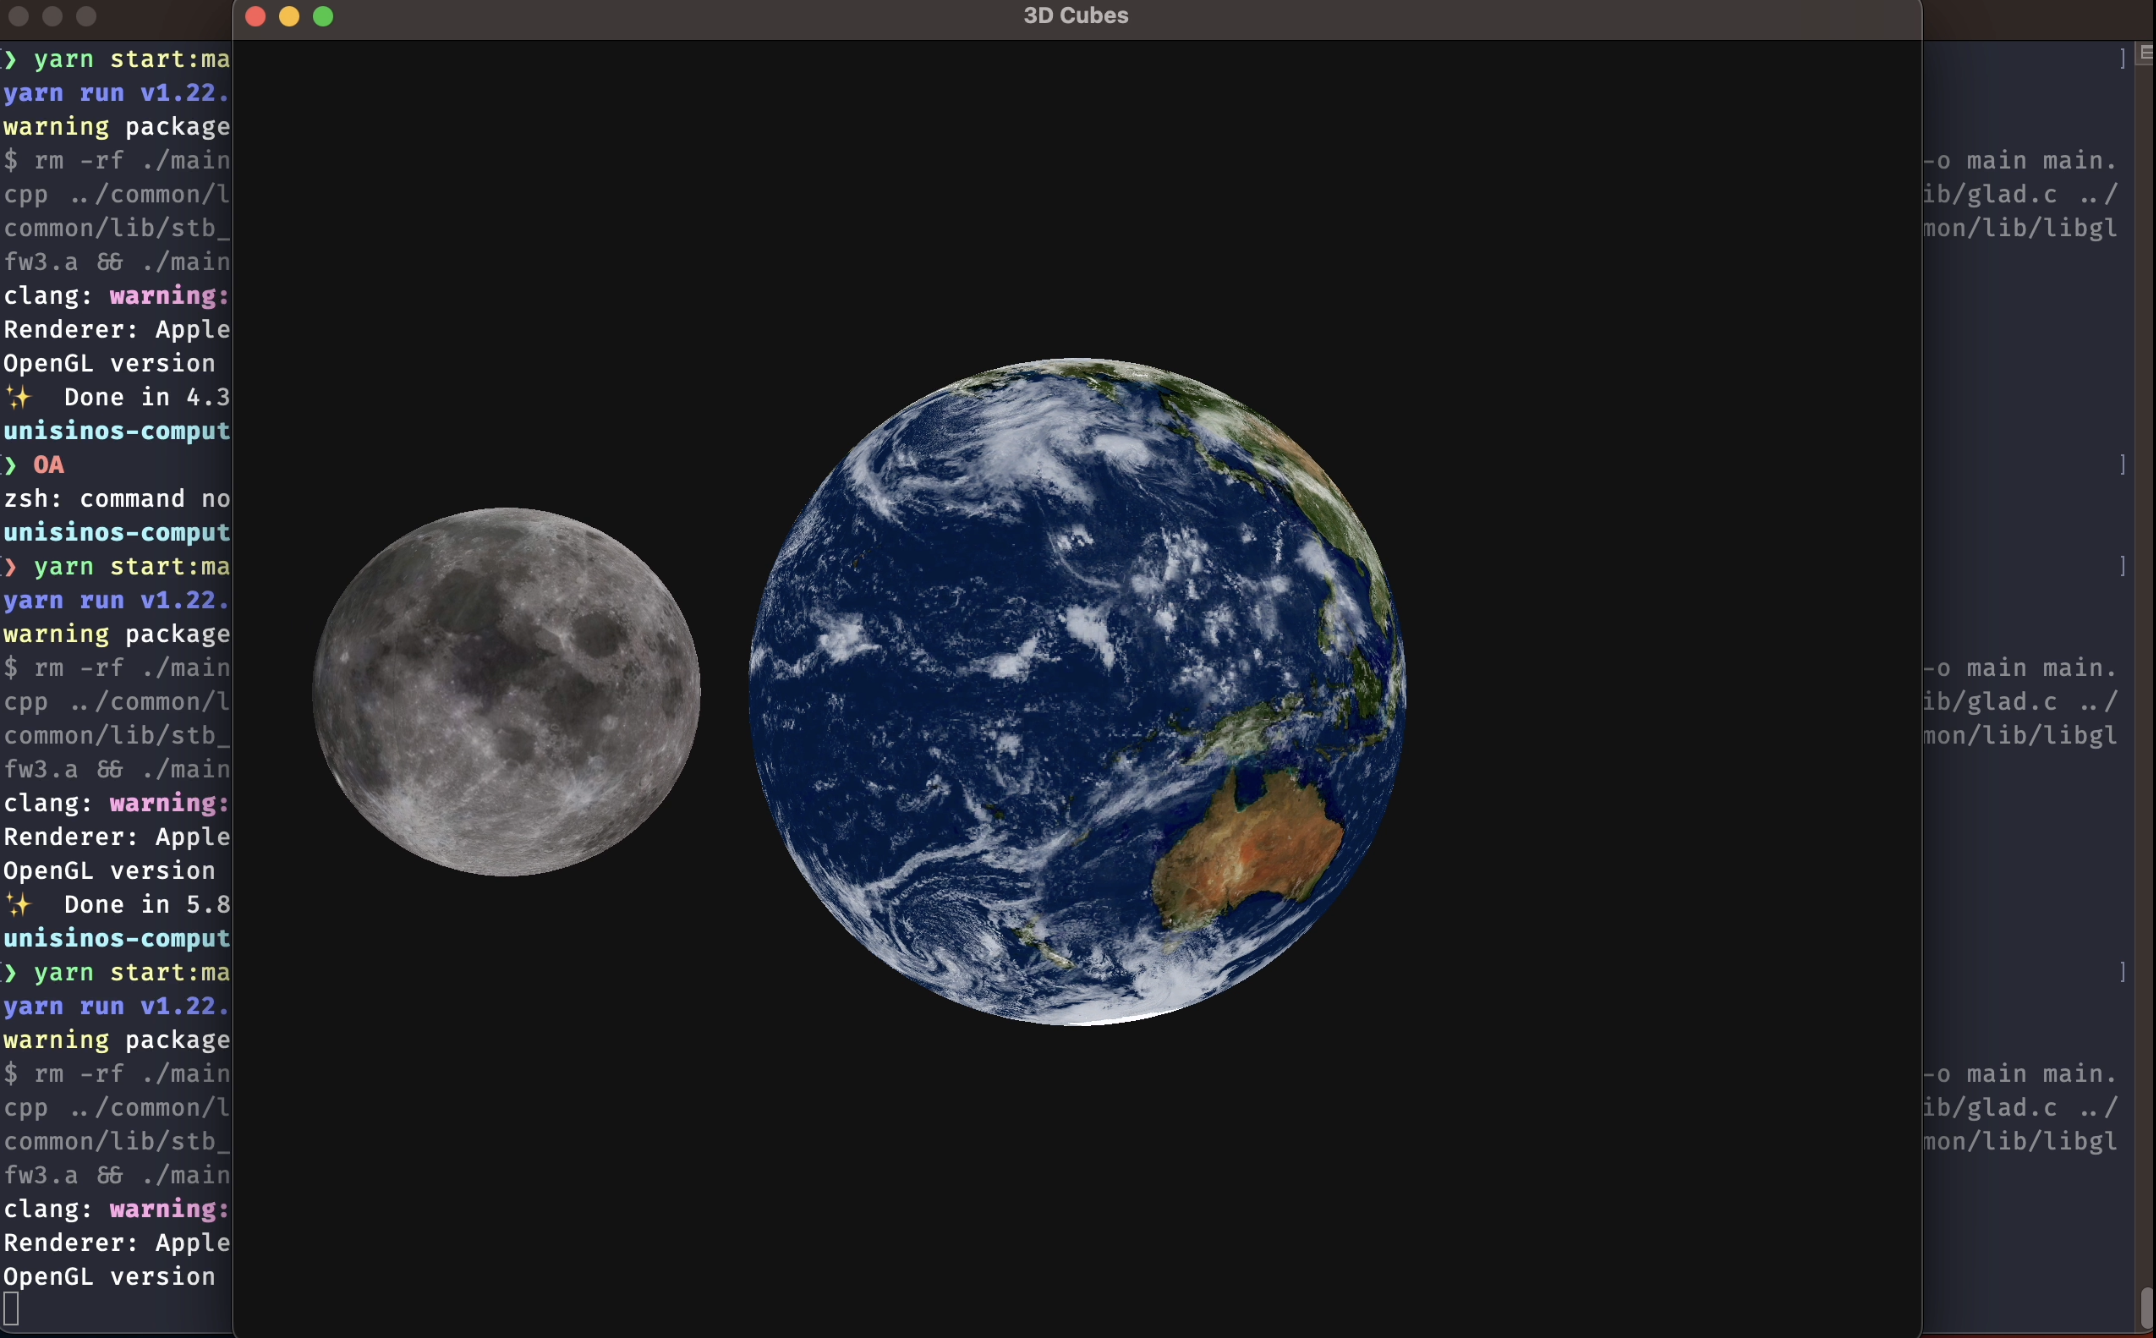 3D Cubes
❯ yarn start:ma ]
yarn run v1.22.
warning package
$ rm -rf ./main -o main main.
cpp ../common/l ib/glad.c ../
common/lib/stb_ mon/lib/libgl
fw3.a && ./main
clang: warning:
Renderer: Apple
OpenGL version
✨ Done in 4.3
unisinos-comput
❯ OA ]
zsh: command no
unisinos-comput
❯ yarn start:ma ]
yarn run v1.22.
warning package
$ rm -rf ./main -o main main.
cpp ../common/l ib/glad.c ../
common/lib/stb_ mon/lib/libgl
fw3.a && ./main
clang: warning:
Renderer: Apple
OpenGL version
✨ Done in 5.8
unisinos-comput
❯ yarn start:ma ]
yarn run v1.22.
warning package
$ rm -rf ./main -o main main.
cpp ../common/l ib/glad.c ../
common/lib/stb_ mon/lib/libgl
fw3.a && ./main
clang: warning:
Renderer: Apple
OpenGL version